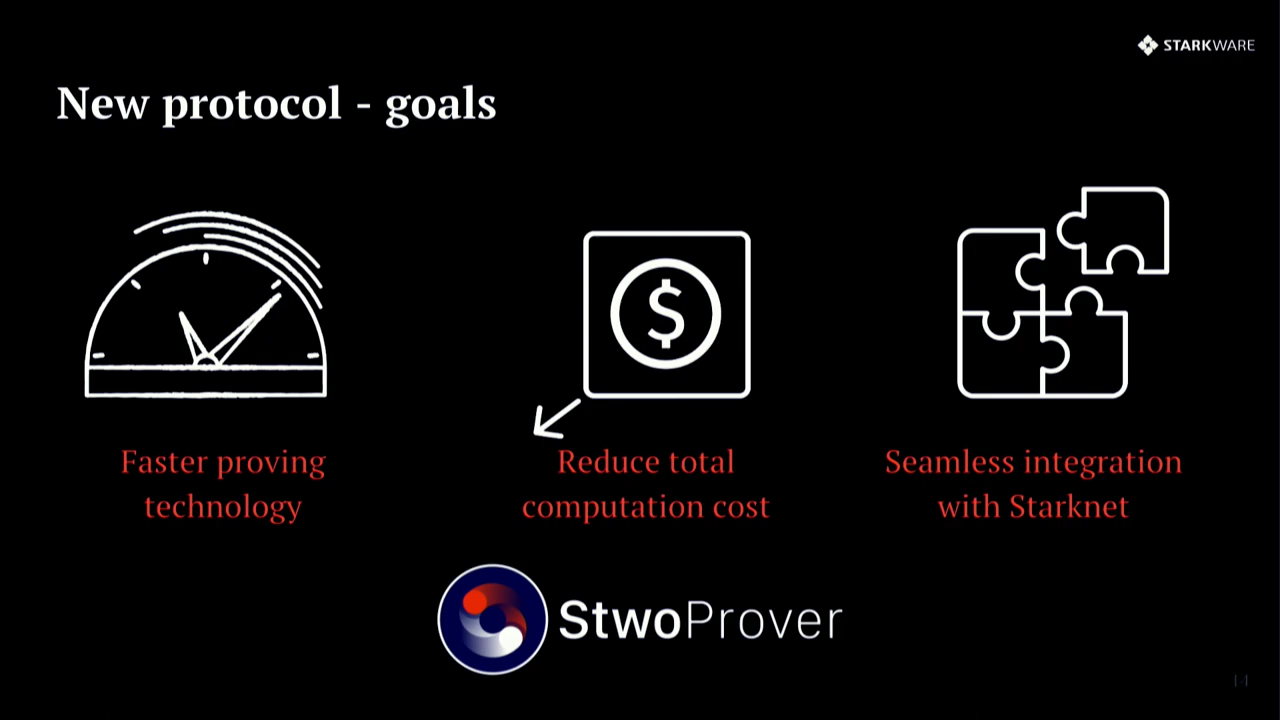 STARKWARE
New protocol - goals
$
Faster proving
technology
Reduce total
computation cost
Seamless integration
with Starknet
StwoProver